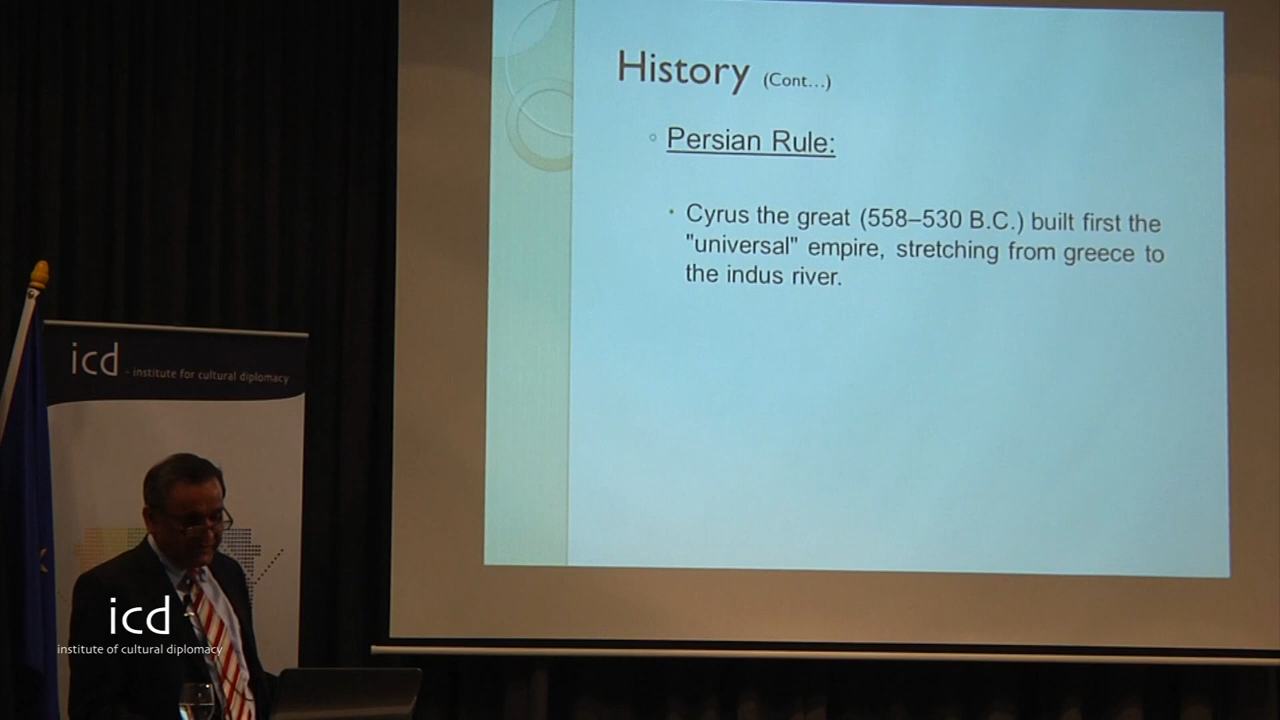 History (Cont...)
Persian Rule:
Cyrus the great (558–530 B.C.) built first the
"universal" empire, stretching from greece to
the indus river.
icd - institute for cultural diplomacy
icd
institute of cultural diplomacy